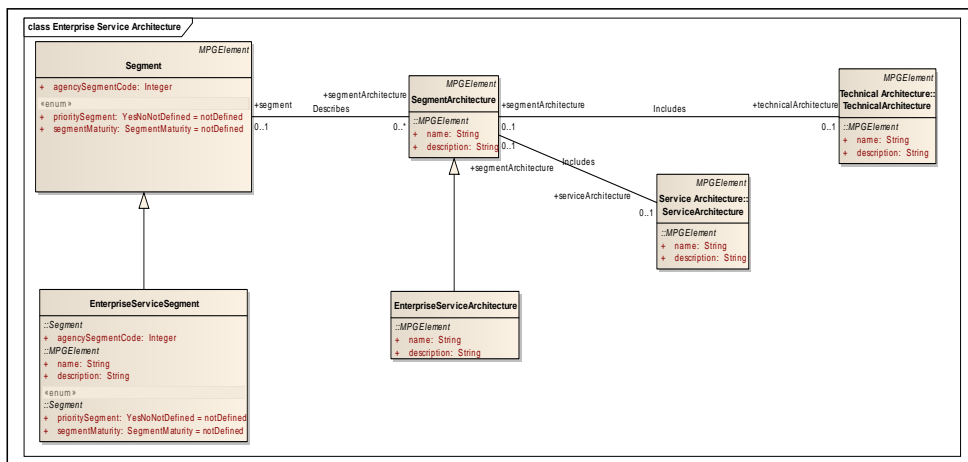 class Enterprise Service Architecture
MPGElement
Segment
+ agencySegmentCode: Integer
«enum»
+ prioritySegment: YesNoNotDefined = notDefined
+ segmentMaturity: SegmentMaturity = notDefined
+segment
Describes
+segmentArchitecture
0..1
0..*
MPGElement
SegmentArchitecture
::MPGElement
+ name: String
+ description: String
+segmentArchitecture
Includes
+technicalArchitecture
0..1
0..1
MPGElement
Technical Architecture::
TechnicalArchitecture
::MPGElement
+ name: String
+ description: String
0..1
Includes
+segmentArchitecture
+serviceArchitecture
0..1
MPGElement
Service Architecture::
ServiceArchitecture
::MPGElement
+ name: String
+ description: String
EnterpriseServiceSegment
::Segment
+ agencySegmentCode: Integer
::MPGElement
+ name: String
+ description: String
«enum»
::Segment
+ prioritySegment: YesNoNotDefined = notDefined
+ segmentMaturity: SegmentMaturity = notDefined
EnterpriseServiceArchitecture
::MPGElement
+ name: String
+ description: String